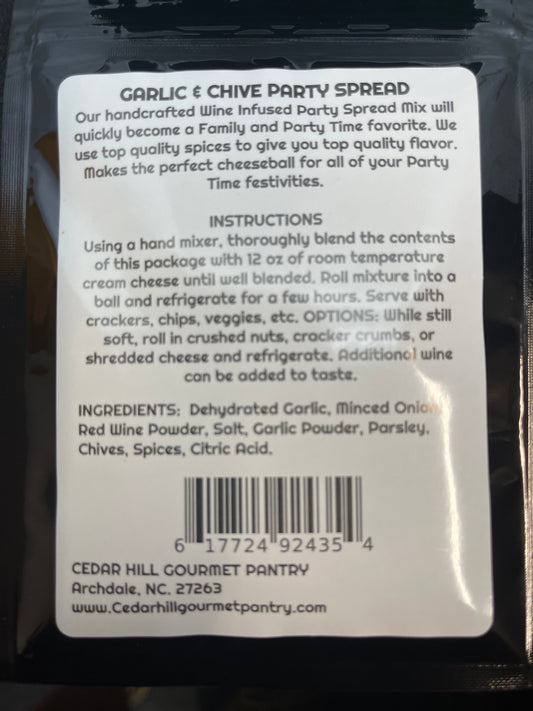 GARLIC & CHIVE PARTY SPREAD
Our handcrafted Wine Infused Party Spread Mix will
quickly become a Family and Party Time favorite. We
use top quality spices to give you top quality flavor.
Makes the perfect cheeseball for all of your Party
Time festivities.
INSTRUCTIONS
Using a hand mixer, thoroughly blend the contents
of this package with 12 oz of room temperature
cream cheese until well blended. Roll mixture into a
ball and refrigerate for a few hours. Serve with
crackers, chips, veggies, etc. OPTIONS: While still
soft, roll in crushed nuts, cracker crumbs, or
shredded cheese and refrigerate. Additional wine
can be added to taste.
INGREDIENTS: Dehydrated Garlic, Minced Onion,
Red Wine Powder, Salt, Garlic Powder, Parsley,
Chives, Spices, Citric Acid.
6 17724 92435 4
CEDAR HILL GOURMET PANTRY
Archdale, NC. 27263
www.Cedarhillgourmetpantry.com